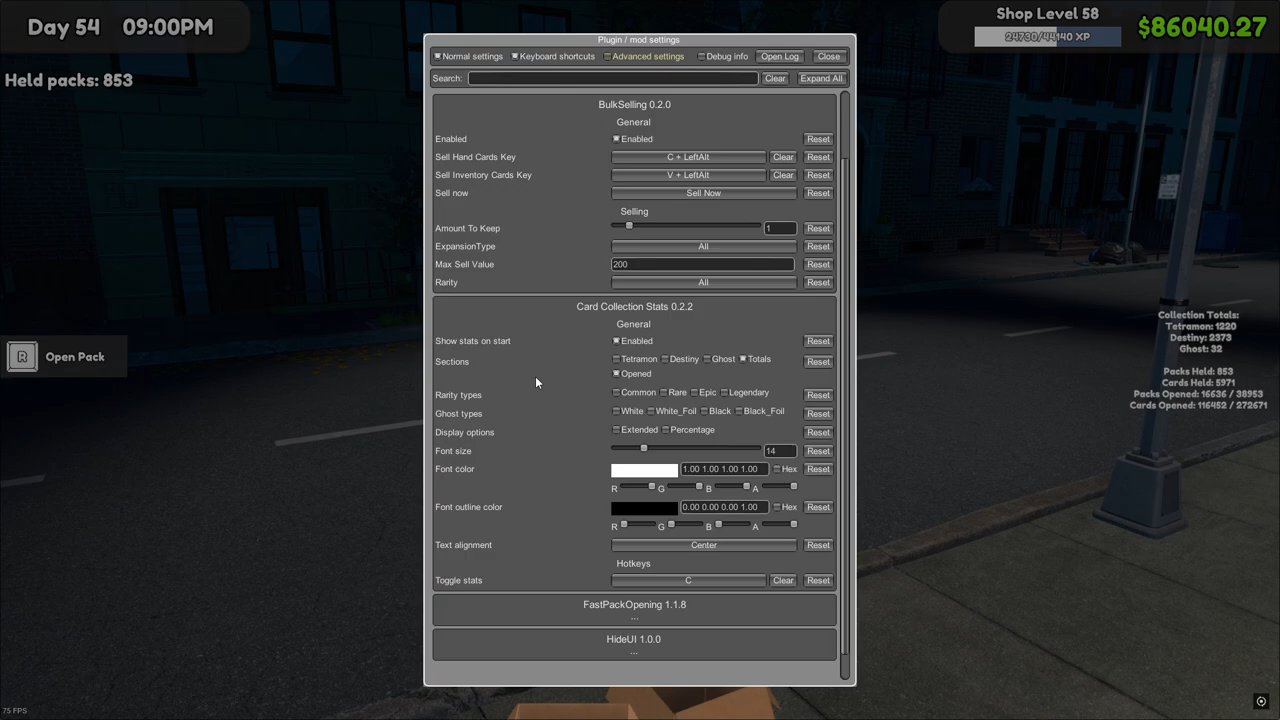 Day 54 09:00PM
Held packs: 853
Shop Level 58
24730/44140 XP
$86040.27
R Open Pack
Plugin / mod settings
Normal settings Keyboard shortcuts Advanced settings Debug info Open Log Close
Search: Clear Expand All
BulkSelling 0.2.0
General
Enabled Enabled Reset
Sell Hand Cards Key C + LeftAlt Clear Reset
Sell Inventory Cards Key V + LeftAlt Clear Reset
Sell now Sell Now Reset
Selling
Amount To Keep 1 Reset
ExpansionType All Reset
Max Sell Value 200 Reset
Rarity All Reset
Card Collection Stats 0.2.2
General
Show stats on start Enabled Reset
Sections Tetramon Destiny Ghost Totals Reset
Opened
Rarity types Common Rare Epic Legendary Reset
Ghost types White White_Foil Black Black_Foil Reset
Display options Extended Percentage Reset
Font size 14 Reset
Font color 1.00 1.00 1.00 1.00 Hex Reset
R G B A
Font outline color 0.00 0.00 0.00 1.00 Hex Reset
R G B A
Text alignment Center Reset
Hotkeys
Toggle stats C Clear Reset
FastPackOpening 1.1.8
...
HideUI 1.0.0
...
Collection Totals:
Tetramon: 1220
Destiny: 2373
Ghost: 32
Packs Held: 853
Cards Held: 5971
Packs Opened: 16636 / 38953
Cards Opened: 116452 / 272671
75 FPS